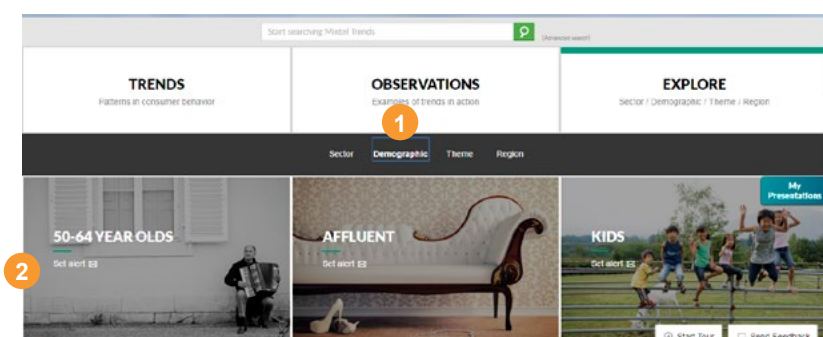 Start searching Mintel Trends
(Advanced search)
TRENDS
Patterns in consumer behavior
OBSERVATIONS
Examples of trends in action
EXPLORE
Sector / Demographic / Theme / Region
1
Sector Demographic Theme Region
My
Presentations
50-64 YEAR OLDS
AFFLUENT
KIDS
2
Set alert
Set alert
Set alert
Start Tour
Send Feedback